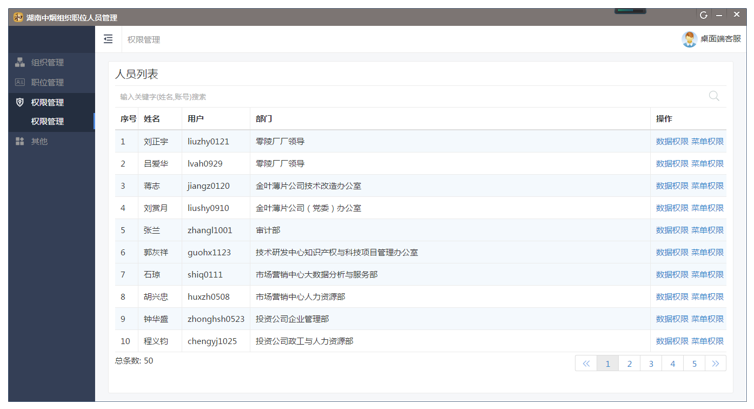 湖南中烟组织职位人员管理
权限管理
桌面端客服
组织管理
职位管理
权限管理
权限管理
其他
人员列表
输入关键字(姓名,账号)搜索
序号 姓名 用户 部门 操作
1 刘正宇 liuzhy0121 零陵厂厂领导 数据权限 菜单权限
2 吕爱华 lvah0929 零陵厂厂领导 数据权限 菜单权限
3 蒋志 jiangz0120 金叶薄片公司技术改造办公室 数据权限 菜单权限
4 刘赏月 liushy0910 金叶薄片公司(党委)办公室 数据权限 菜单权限
5 张兰 zhangl1001 审计部 数据权限 菜单权限
6 郭灰祥 guohx1123 技术研发中心知识产权与科技项目管理办公室 数据权限 菜单权限
7 石琼 shiq0111 市场营销中心大数据分析与服务部 数据权限 菜单权限
8 胡兴忠 huxzh0508 市场营销中心人力资源部 数据权限 菜单权限
9 钟华盛 zhonghsh0523 投资公司企业管理部 数据权限 菜单权限
10 程义钧 chengyj1025 投资公司政工与人力资源部 数据权限 菜单权限
总条数: 50
« 1 2 3 4 5 »